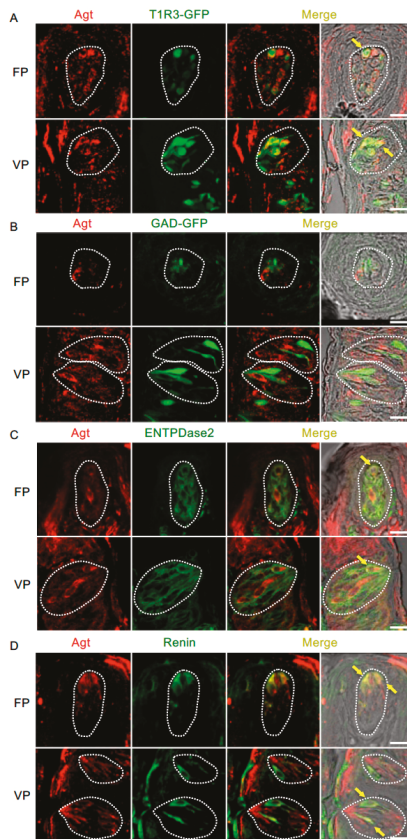 A
Agt T1R3-GFP Merge
FP
VP
B
Agt GAD-GFP Merge
FP
VP
C
Agt ENTPDase2 Merge
FP
VP
D
Agt Renin Merge
FP
VP